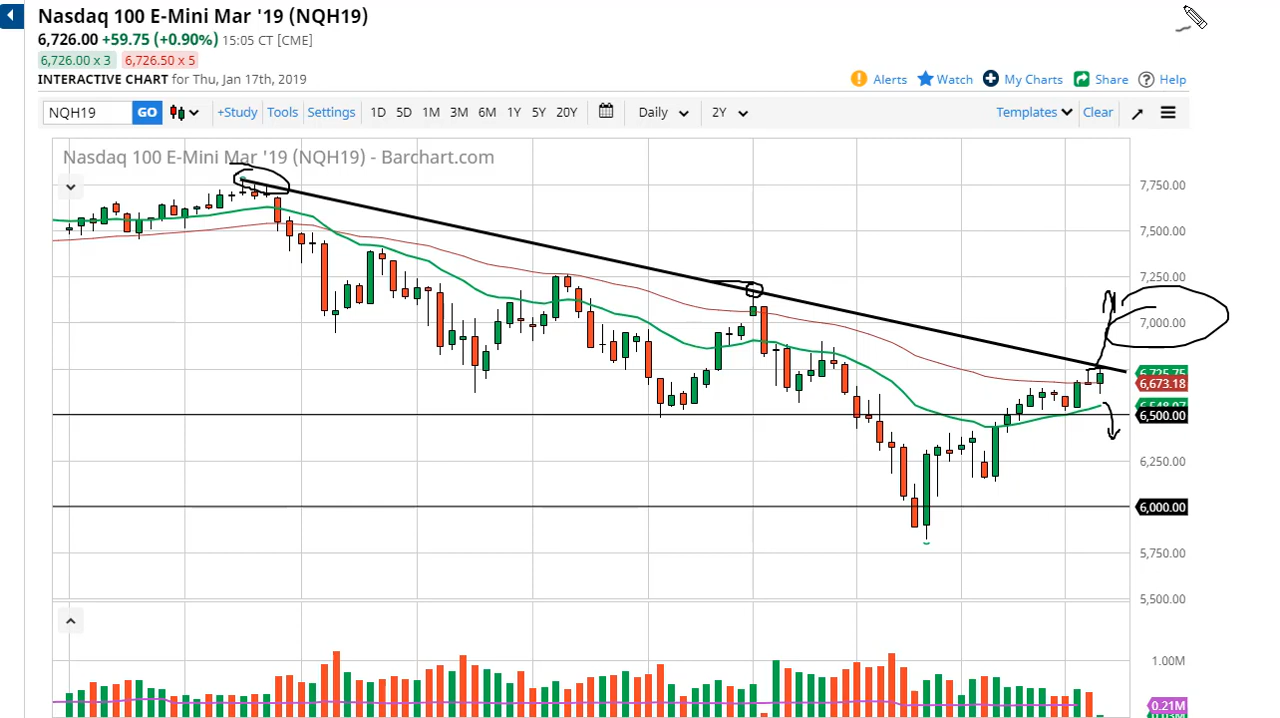 Nasdaq 100 E-Mini Mar '19 (NQH19)
6,726.00 +59.75 (+0.90%) 15:05 CT [CME]
6,726.00 x 3 6,726.50 x 5
INTERACTIVE CHART for Thu, Jan 17th, 2019
Alerts Watch My Charts Share Help
NQH19 GO +Study Tools Settings 1D 5D 1M 3M 6M 1Y 5Y 20Y Daily 2Y Templates Clear
Nasdaq 100 E-Mini Mar '19 (NQH19) - Barchart.com
7,750.00
7,500.00
7,250.00
7,000.00
6,725.75
6,673.18
6,500.00
6,250.00
6,000.00
5,750.00
5,500.00
1.00M
0.21M